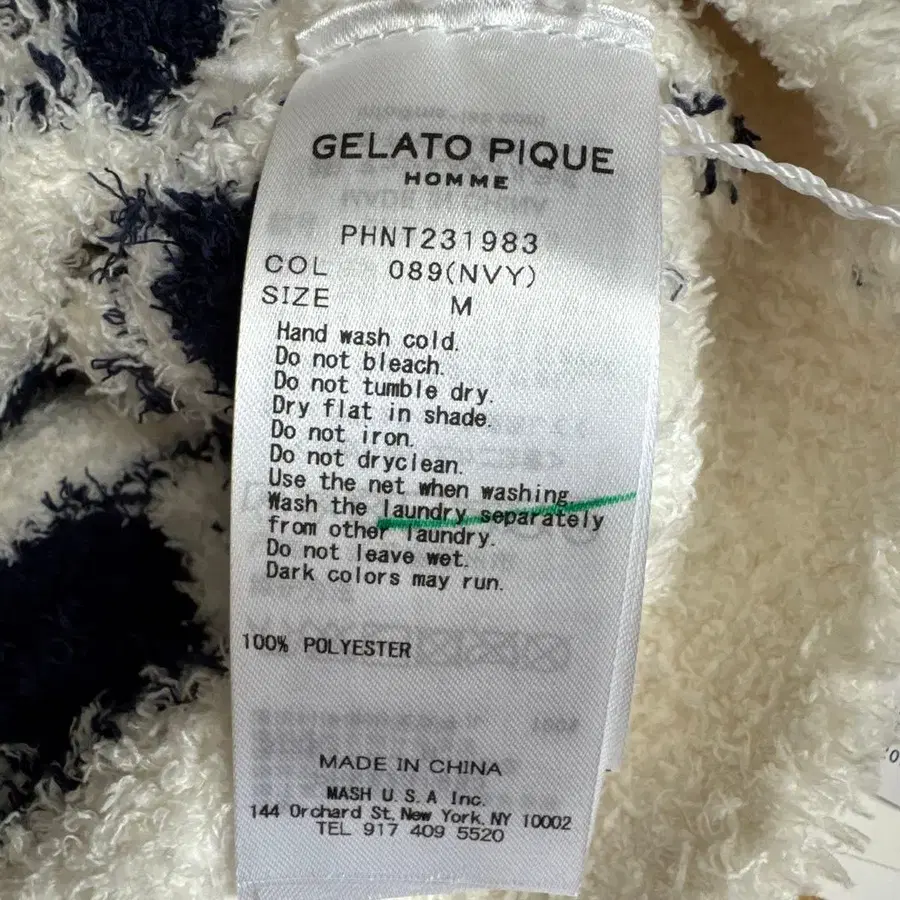 GELATO PIQUE
HOMME
PHNT231983
COL 089(NVY)
SIZE M
Hand wash cold.
Do not bleach.
Do not tumble dry.
Dry flat in shade.
Do not iron.
Do not dryclean.
Use the net when washing.
Wash the laundry separately
from other laundry.
Do not leave wet.
Dark colors may run.
100% POLYESTER
MADE IN CHINA
MASH U.S.A Inc.
144 Orchard St, New York, NY 10002
TEL 917 409 5520